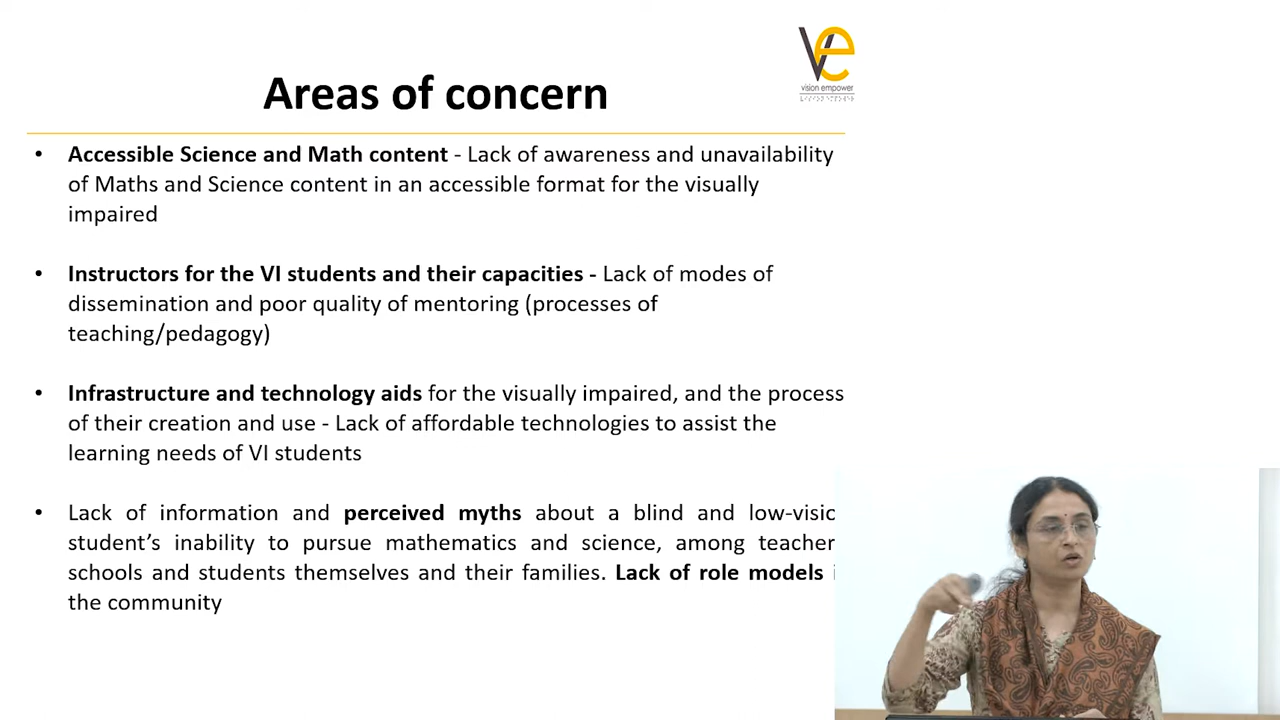 Ve
vision empower
Areas of concern
• Accessible Science and Math content - Lack of awareness and unavailability
of Maths and Science content in an accessible format for the visually
impaired
• Instructors for the VI students and their capacities - Lack of modes of
dissemination and poor quality of mentoring (processes of
teaching/pedagogy)
• Infrastructure and technology aids for the visually impaired, and the process
of their creation and use - Lack of affordable technologies to assist the
learning needs of VI students
• Lack of information and perceived myths about a blind and low-visio
student’s inability to pursue mathematics and science, among teacher
schools and students themselves and their families. Lack of role models i
the community